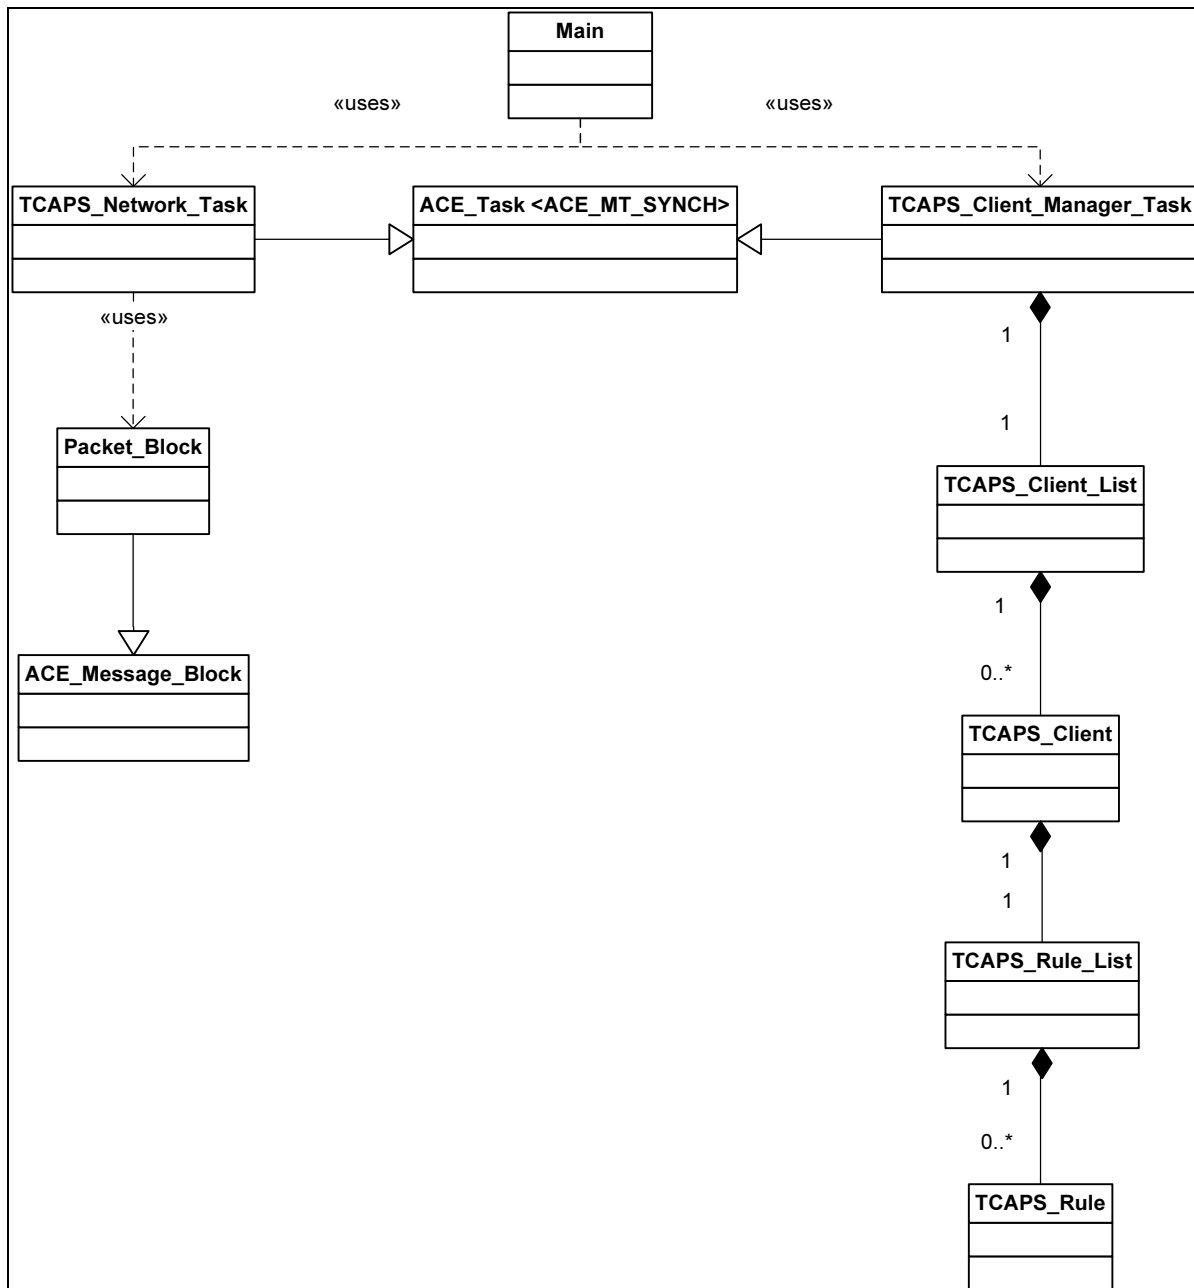 Main
«uses»
«uses»
TCAPS_Network_Task
ACE_Task <ACE_MT_SYNCH>
TCAPS_Client_Manager_Task
«uses»
1
1
Packet_Block
TCAPS_Client_List
1
ACE_Message_Block
0..*
TCAPS_Client
1
1
TCAPS_Rule_List
1
0..*
TCAPS_Rule